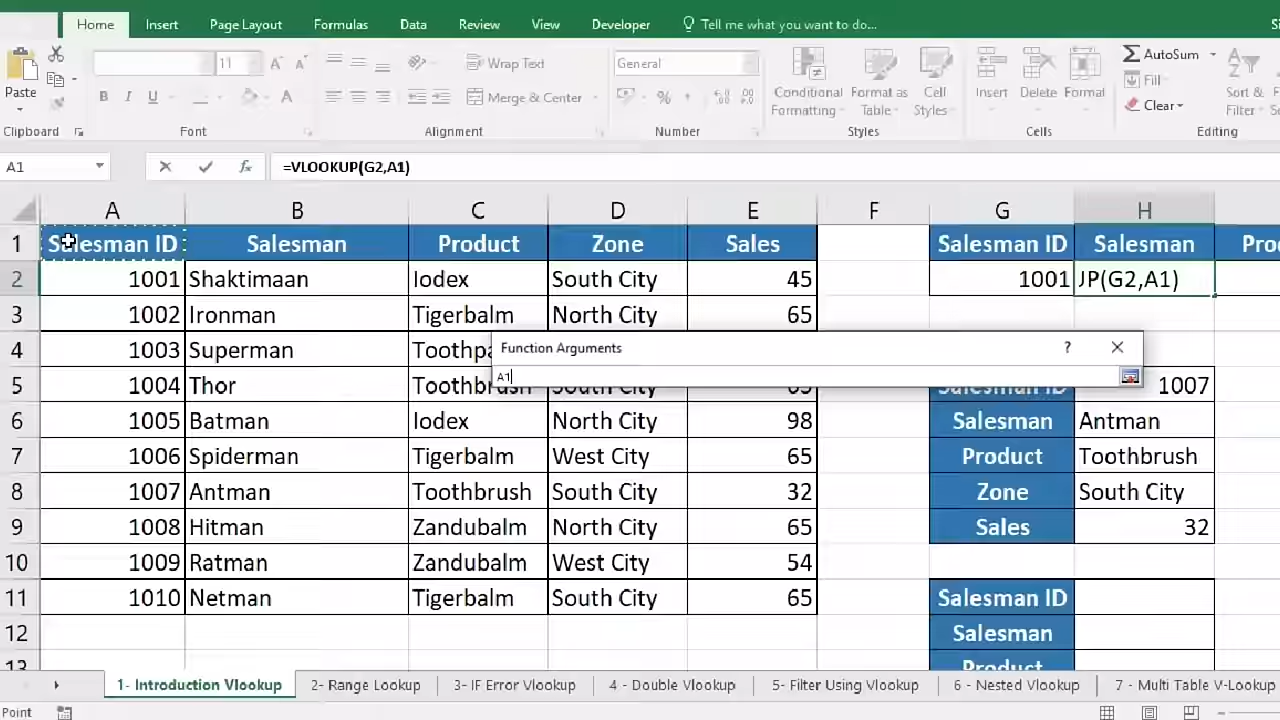 Home Insert Page Layout Formulas Data Review View Developer Tell me what you want to do...
11 Wrap Text General AutoSum
Paste B I U A Merge & Center % Conditional Formatting Format as Table Cell Styles Insert Delete Format Fill Clear Sort & Filter
Clipboard Font Alignment Number Styles Cells Editing
A1 fx =VLOOKUP(G2,A1)
A B C D E F G H
1 Salesman ID Salesman Product Zone Sales Salesman ID Salesman
2 1001 Shaktimaan Iodex South City 45 1001 JP(G2,A1)
3 1002 Ironman Tigerbalm North City 65
4 1003 Superman
Function Arguments ?
A1
5 1004 Thor Salesman ID 1007
6 1005 Batman Iodex North City 98 Salesman Antman
7 1006 Spiderman Tigerbalm West City 65 Product Toothbrush
8 1007 Antman Toothbrush South City 32 Zone South City
9 1008 Hitman Zandubalm North City 65 Sales 32
10 1009 Ratman Zandubalm West City 54
11 1010 Netman Tigerbalm South City 65 Salesman ID
12 Salesman
13 Product
1- Introduction Vlookup 2- Range Lookup 3- IF Error Vlookup 4 - Double Vlookup 5- Filter Using Vlookup 6 - Nested Vlookup 7 - Multi Table V-Lookup
Point